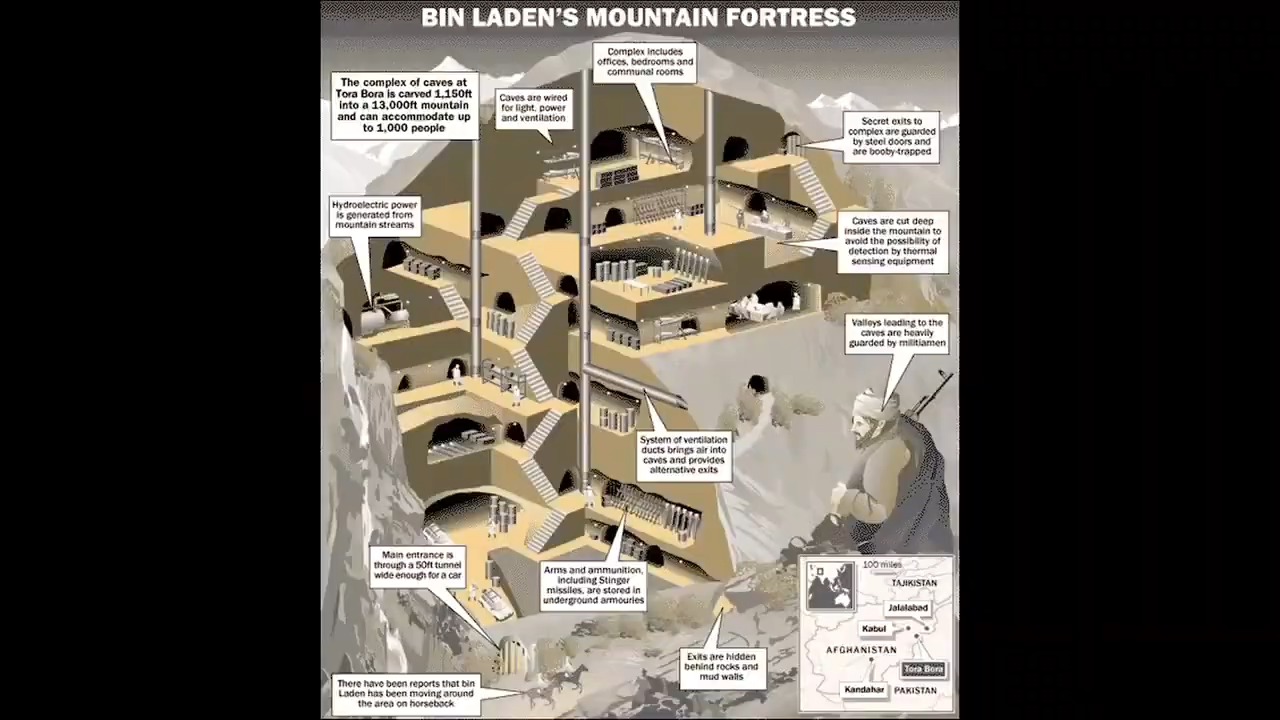 BIN LADEN'S MOUNTAIN FORTRESS
Complex includes
offices, bedrooms and
communal rooms
The complex of caves at
Tora Bora is carved 1,150ft
into a 13,000ft mountain
and can accommodate up
to 1,000 people
Caves are wired
for light, power
and ventilation
Secret exits to
complex are guarded
by steel doors and
are booby-trapped
Hydroelectric power
is generated from
mountain streams
Caves are cut deep
inside the mountain to
avoid the possibility of
detection by thermal
sensing equipment
Valleys leading to the
caves are heavily
guarded by militiamen
System of ventilation
ducts brings air into
caves and provides
alternative exits
Main entrance is
through a 50ft tunnel
wide enough for a car
Arms and ammunition,
including Stinger
missiles, are stored in
underground armouries
Exits are hidden
behind rocks and
mud walls
There have been reports that bin
Laden has been moving around
the area on horseback
100 miles
TAJIKISTAN
Jalalabad
Kabul
AFGHANISTAN
Tora Bora
Kandahar
PAKISTAN